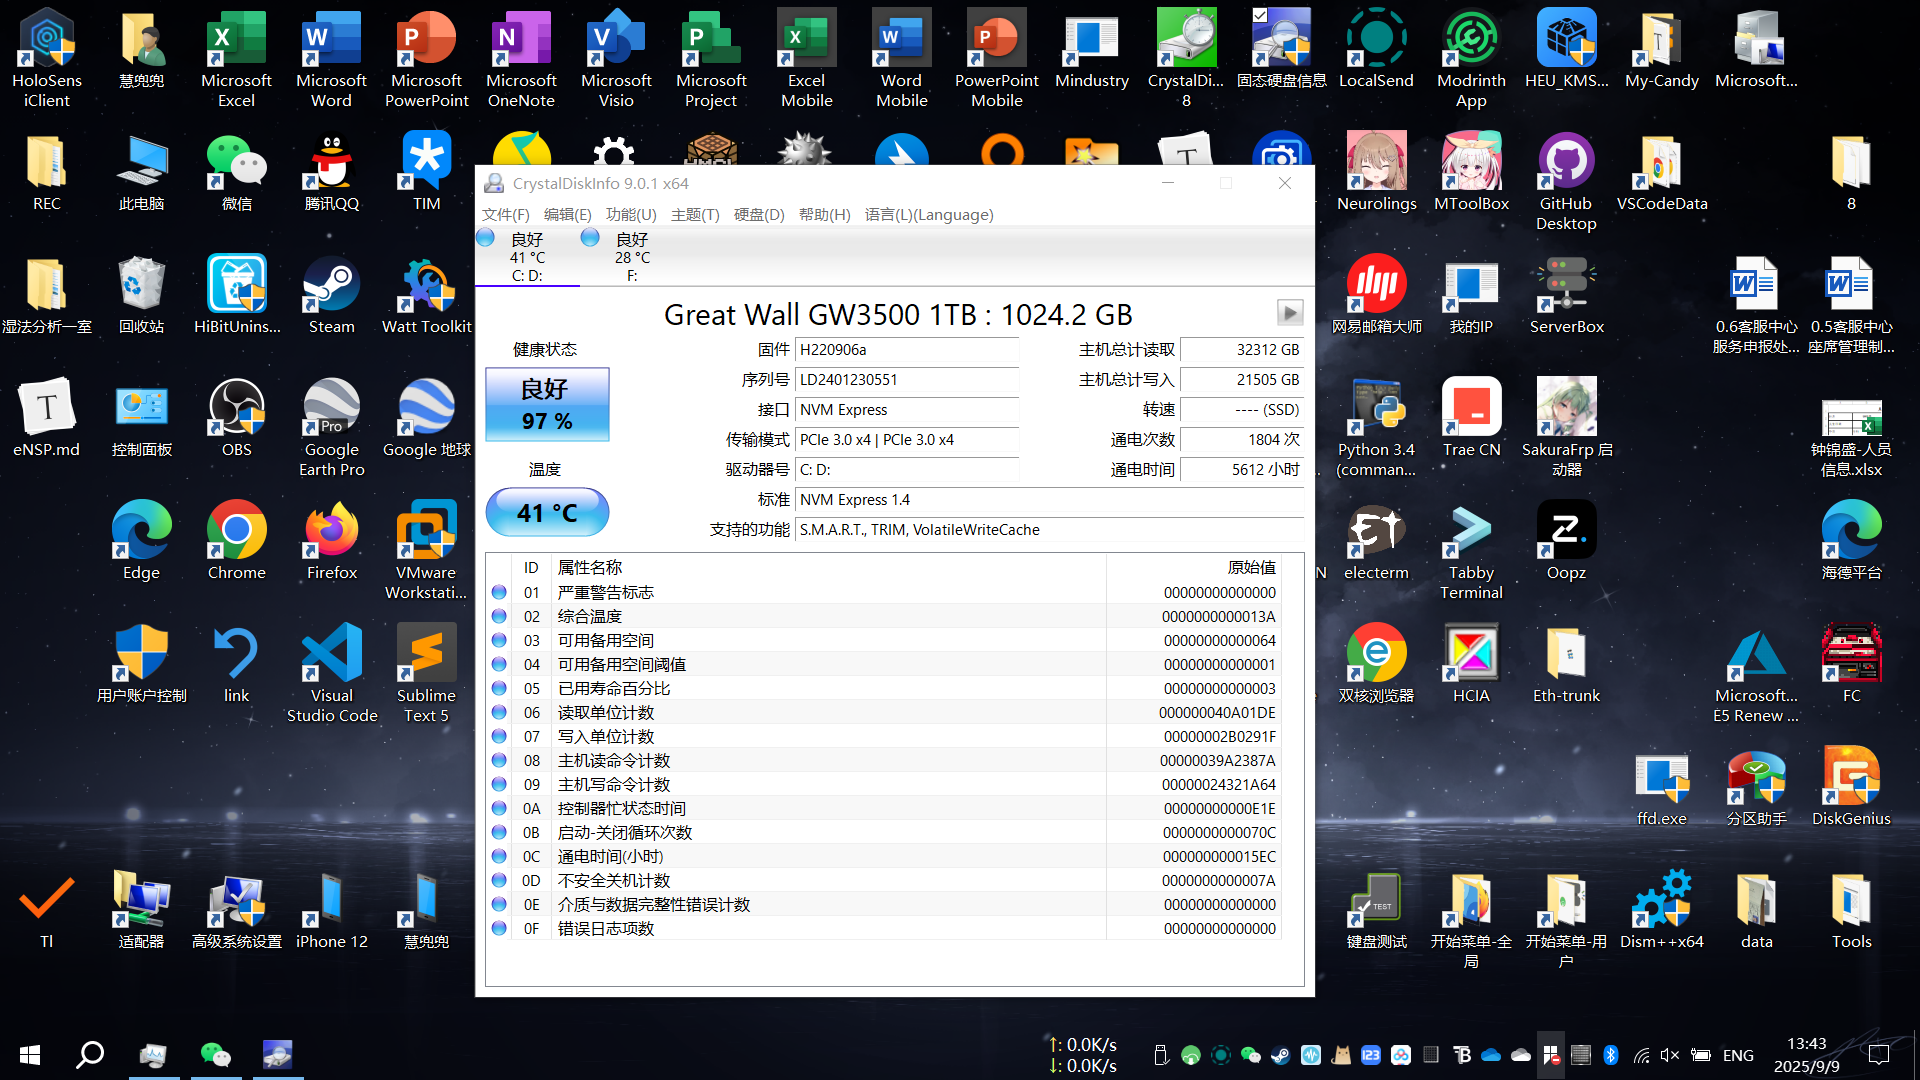 HoloSens iClient
慧兜兜
Microsoft Excel
Microsoft Word
Microsoft PowerPoint
Microsoft OneNote
Microsoft Visio
Microsoft Project
Excel Mobile
Word Mobile
PowerPoint Mobile
Mindustry
CrystalDi... 8
固态硬盘信息
LocalSend
Modrinth App
HEU_KMS...
My-Candy
Microsoft...
REC
此电脑
微信
腾讯QQ
TIM
Neurolings
MToolBox
GitHub Desktop
VSCodeData
8
湿法分析一室
回收站
HiBitUnins...
Steam
Watt Toolkit
网易邮箱大师
我的IP
ServerBox
0.6客服中心服务申报处...
0.5客服中心座席管理制...
eNSP.md
控制面板
OBS
Google Earth Pro
Google 地球
Python 3.4 (comman...
Trae CN
SakuraFrp 启动器
钟锦盛-人员信息.xlsx
Edge
Chrome
Firefox
VMware Workstati...
electerm
Tabby Terminal
Oopz
海德平台
用户账户控制
link
Visual Studio Code
Sublime Text 5
双核浏览器
HCIA
Eth-trunk
Microsoft... E5 Renew ...
FC
ffd.exe
分区助手
DiskGenius
TI
适配器
高级系统设置
iPhone 12
慧兜兜
键盘测试
开始菜单-全局
开始菜单-用户
Dism++x64
data
Tools
CrystalDiskInfo 9.0.1 x64
文件(F) 编辑(E) 功能(U) 主题(T) 硬盘(D) 帮助(H) 语言(L)(Language)
良好 41 °C C: D:
良好 28 °C F:
Great Wall GW3500 1TB : 1024.2 GB
健康状态
良好
97 %
温度
41 °C
固件 H220906a
序列号 LD2401230551
接口 NVM Express
传输模式 PCIe 3.0 x4 | PCIe 3.0 x4
驱动器号 C: D:
标准 NVM Express 1.4
支持的功能 S.M.A.R.T., TRIM, VolatileWriteCache
主机总计读取 32312 GB
主机总计写入 21505 GB
转速 ---- (SSD)
通电次数 1804 次
通电时间 5612 小时
ID 属性名称 原始值
01 严重警告标志 00000000000000
02 综合温度 0000000000013A
03 可用备用空间 00000000000064
04 可用备用空间阈值 00000000000001
05 已用寿命百分比 00000000000003
06 读取单位计数 000000040A01DE
07 写入单位计数 00000002B0291F
08 主机读命令计数 00000039A2387A
09 主机写命令计数 00000024321A64
0A 控制器忙状态时间 00000000000E1E
0B 启动-关闭循环次数 0000000000070C
0C 通电时间(小时) 000000000015EC
0D 不安全关机计数 0000000000007A
0E 介质与数据完整性错误计数 00000000000000
0F 错误日志项数 00000000000000
↑: 0.0K/s
↓: 0.0K/s
ENG
13:43
2025/9/9